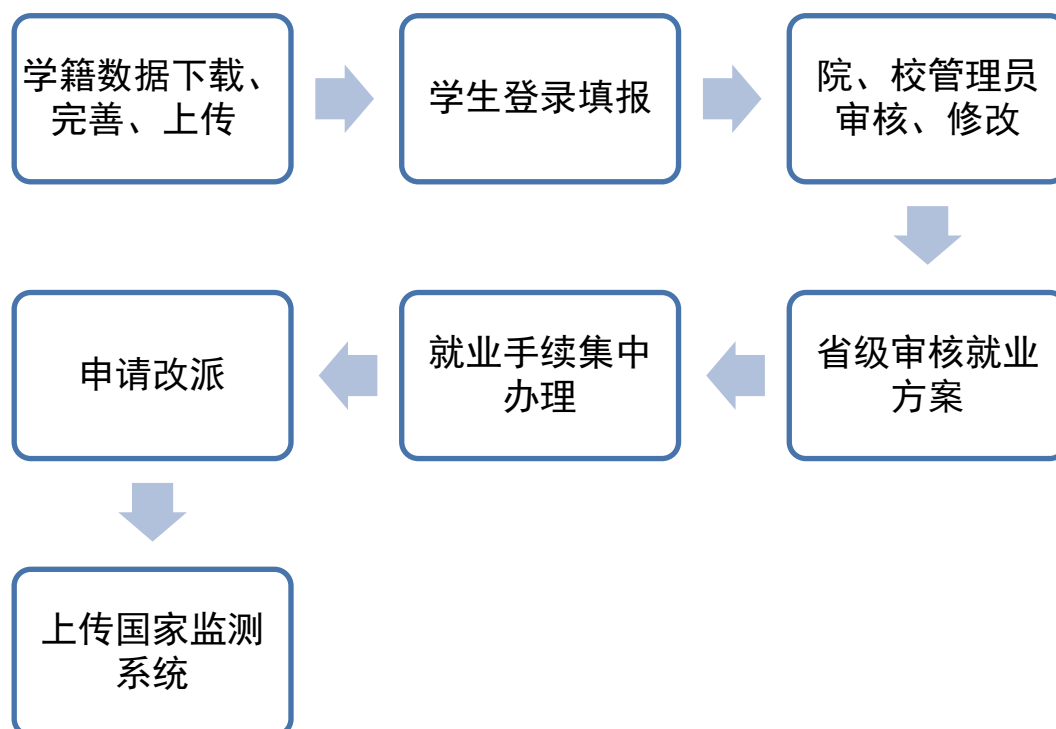 学籍数据下载、
完善、上传
学生登录填报
院、校管理员
审核、修改
省级审核就业
方案
就业手续集中
办理
申请改派
上传国家监测
系统